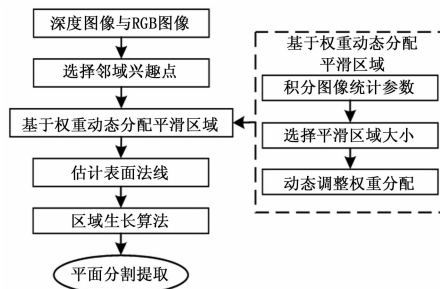 深度图像与RGB图像
选择邻域兴趣点
基于权重动态分配平滑区域
估计表面法线
区域生长算法
平面分割提取
基于权重动态分配
平滑区域
积分图像统计参数
选择平滑区域大小
动态调整权重分配